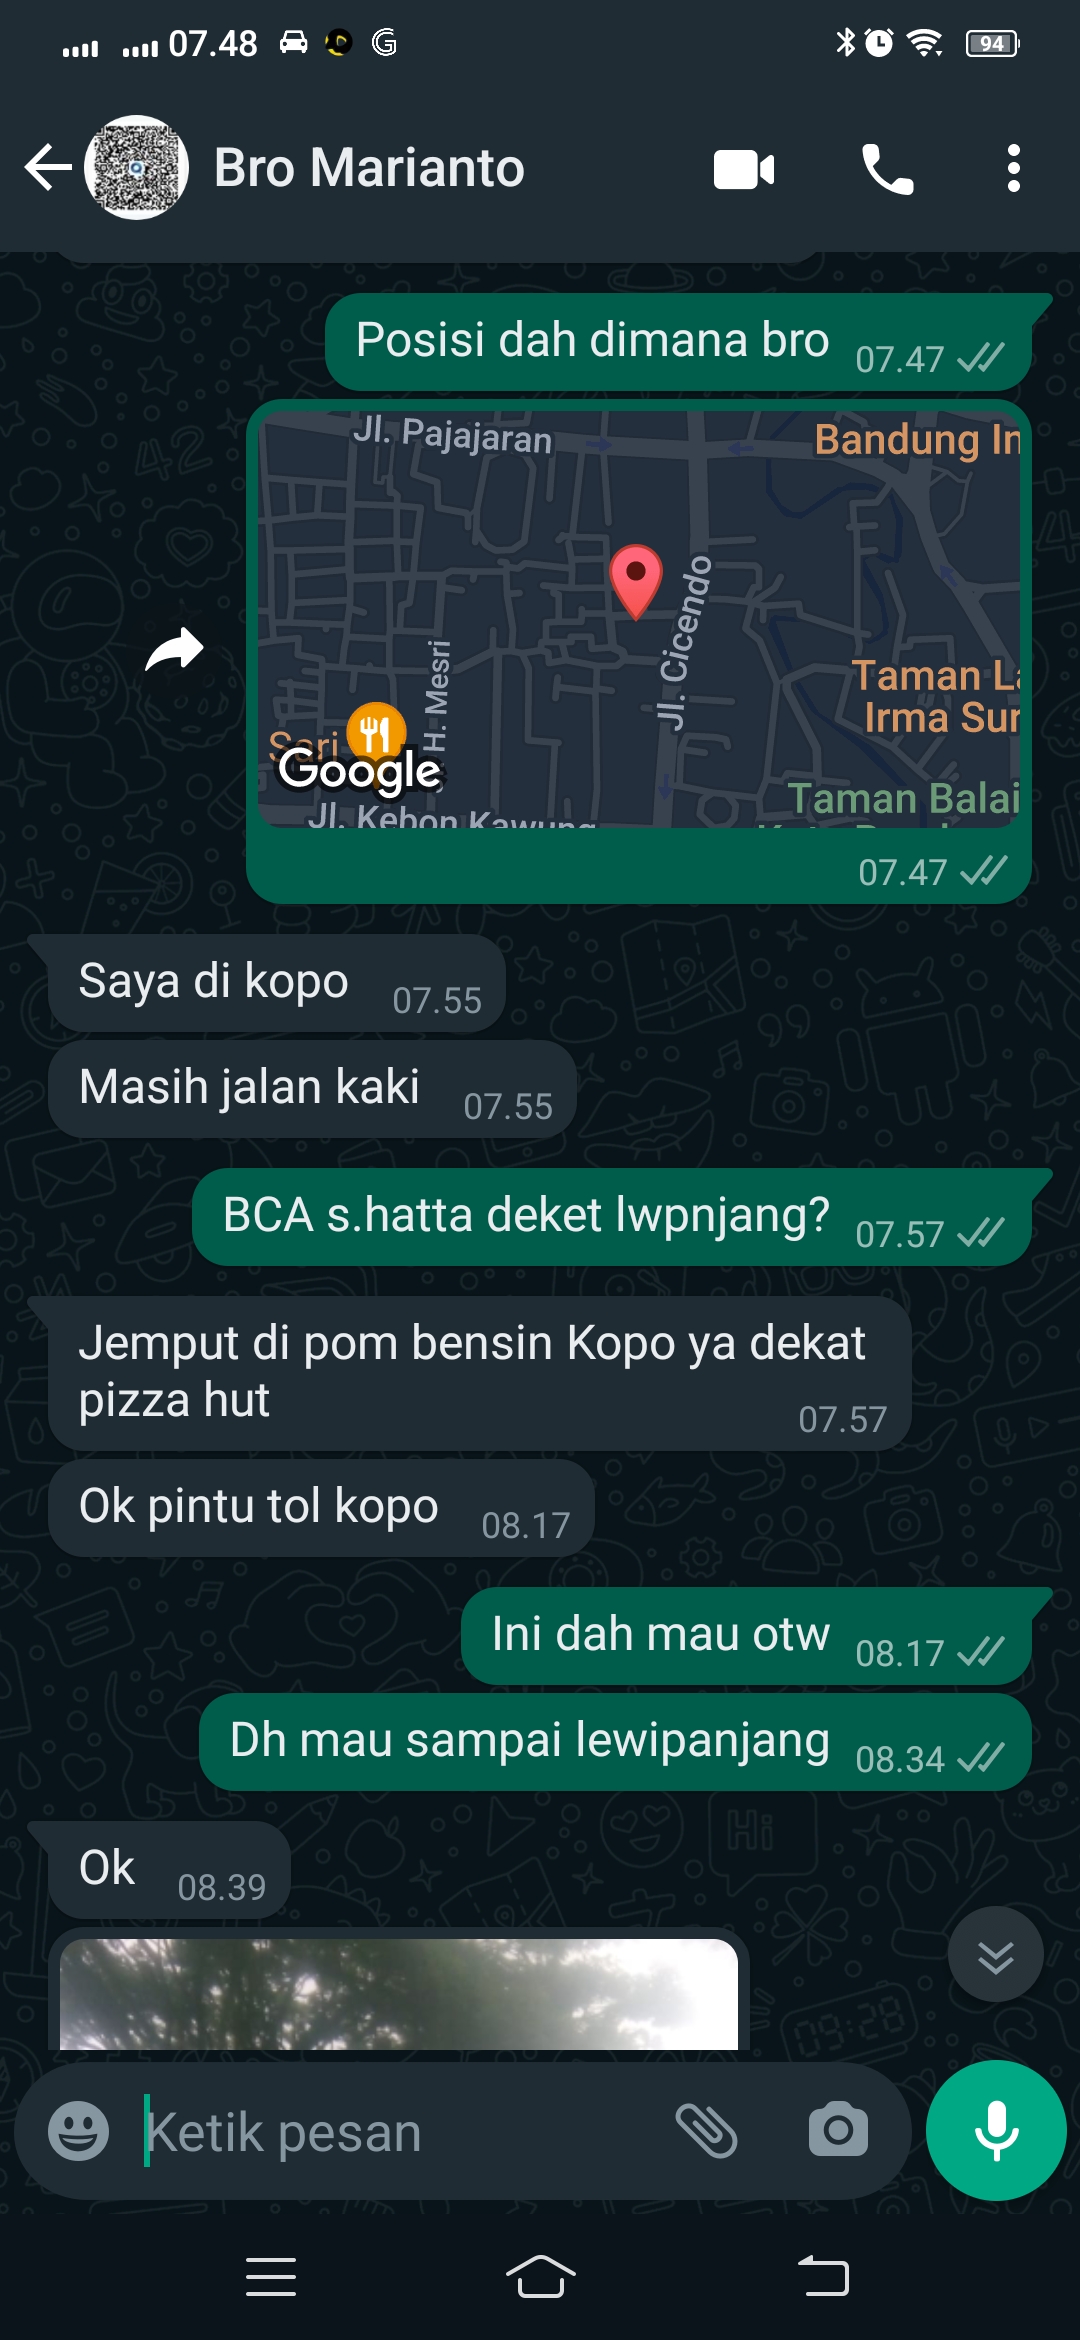 07.48
94
Bro Marianto
Posisi dah dimana bro 07.47
Jl. Pajajaran
Bandung In
Jl. Cicendo
H. Mesri
Taman La
Irma Sur
Sari
Google
Taman Balai
Jl. Kebon Kawung
07.47
Saya di kopo 07.55
Masih jalan kaki 07.55
BCA s.hatta deket lwpnjang? 07.57
Jemput di pom bensin Kopo ya dekat
pizza hut 07.57
Ok pintu tol kopo 08.17
Ini dah mau otw 08.17
Dh mau sampai lewipanjang 08.34
Ok 08.39
Ketik pesan